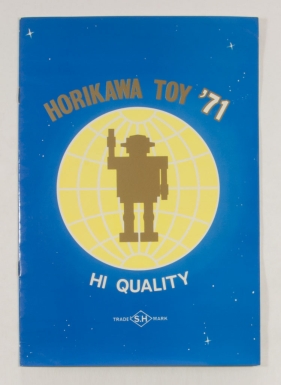 HORIKAWA TOY '71
HI QUALITY
TRADE S.H MARK